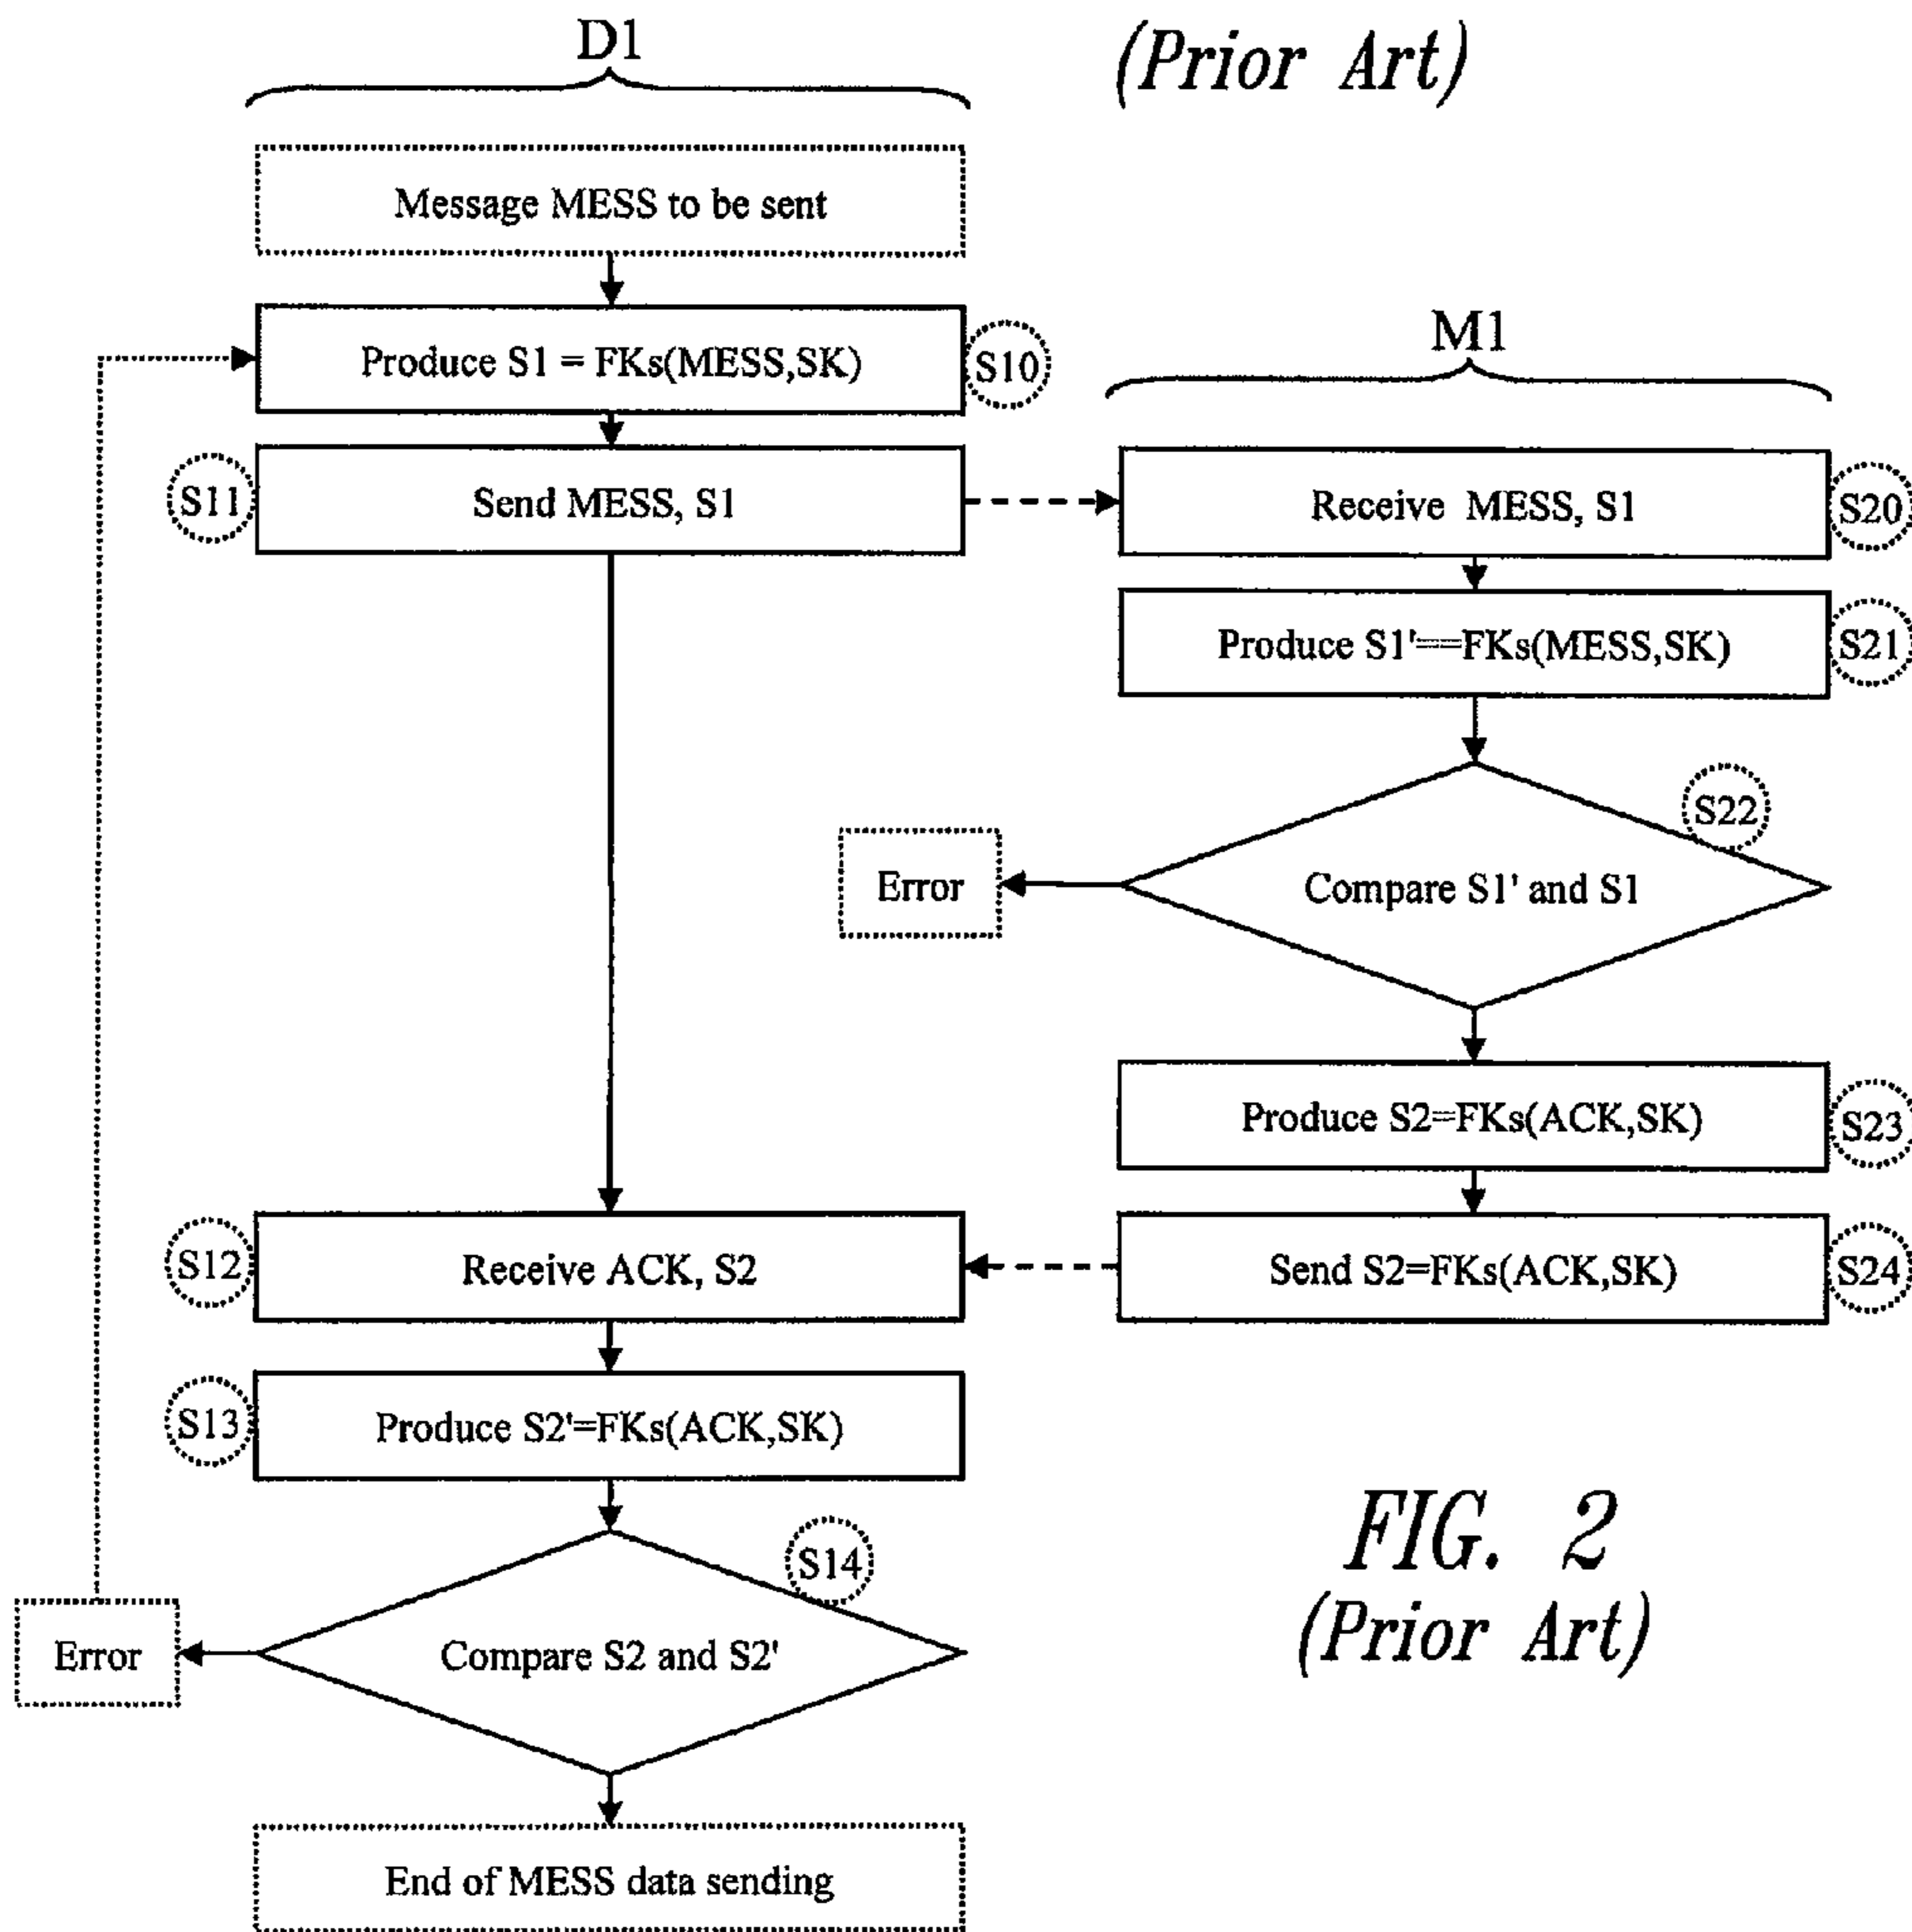 D1
(Prior Art)
Message MESS to be sent
Produce S1 = FKs(MESS,SK)
S10
M1
S11
Send MESS, S1
Receive MESS, S1
S20
Produce S1'==FKs(MESS,SK)
S21
S22
Error
Compare S1' and S1
Produce S2=FKs(ACK,SK)
S23
S12
Receive ACK, S2
Send S2=FKs(ACK,SK)
S24
S13
Produce S2'=FKs(ACK,SK)
S14
Error
Compare S2 and S2'
FIG. 2
(Prior Art)
End of MESS data sending